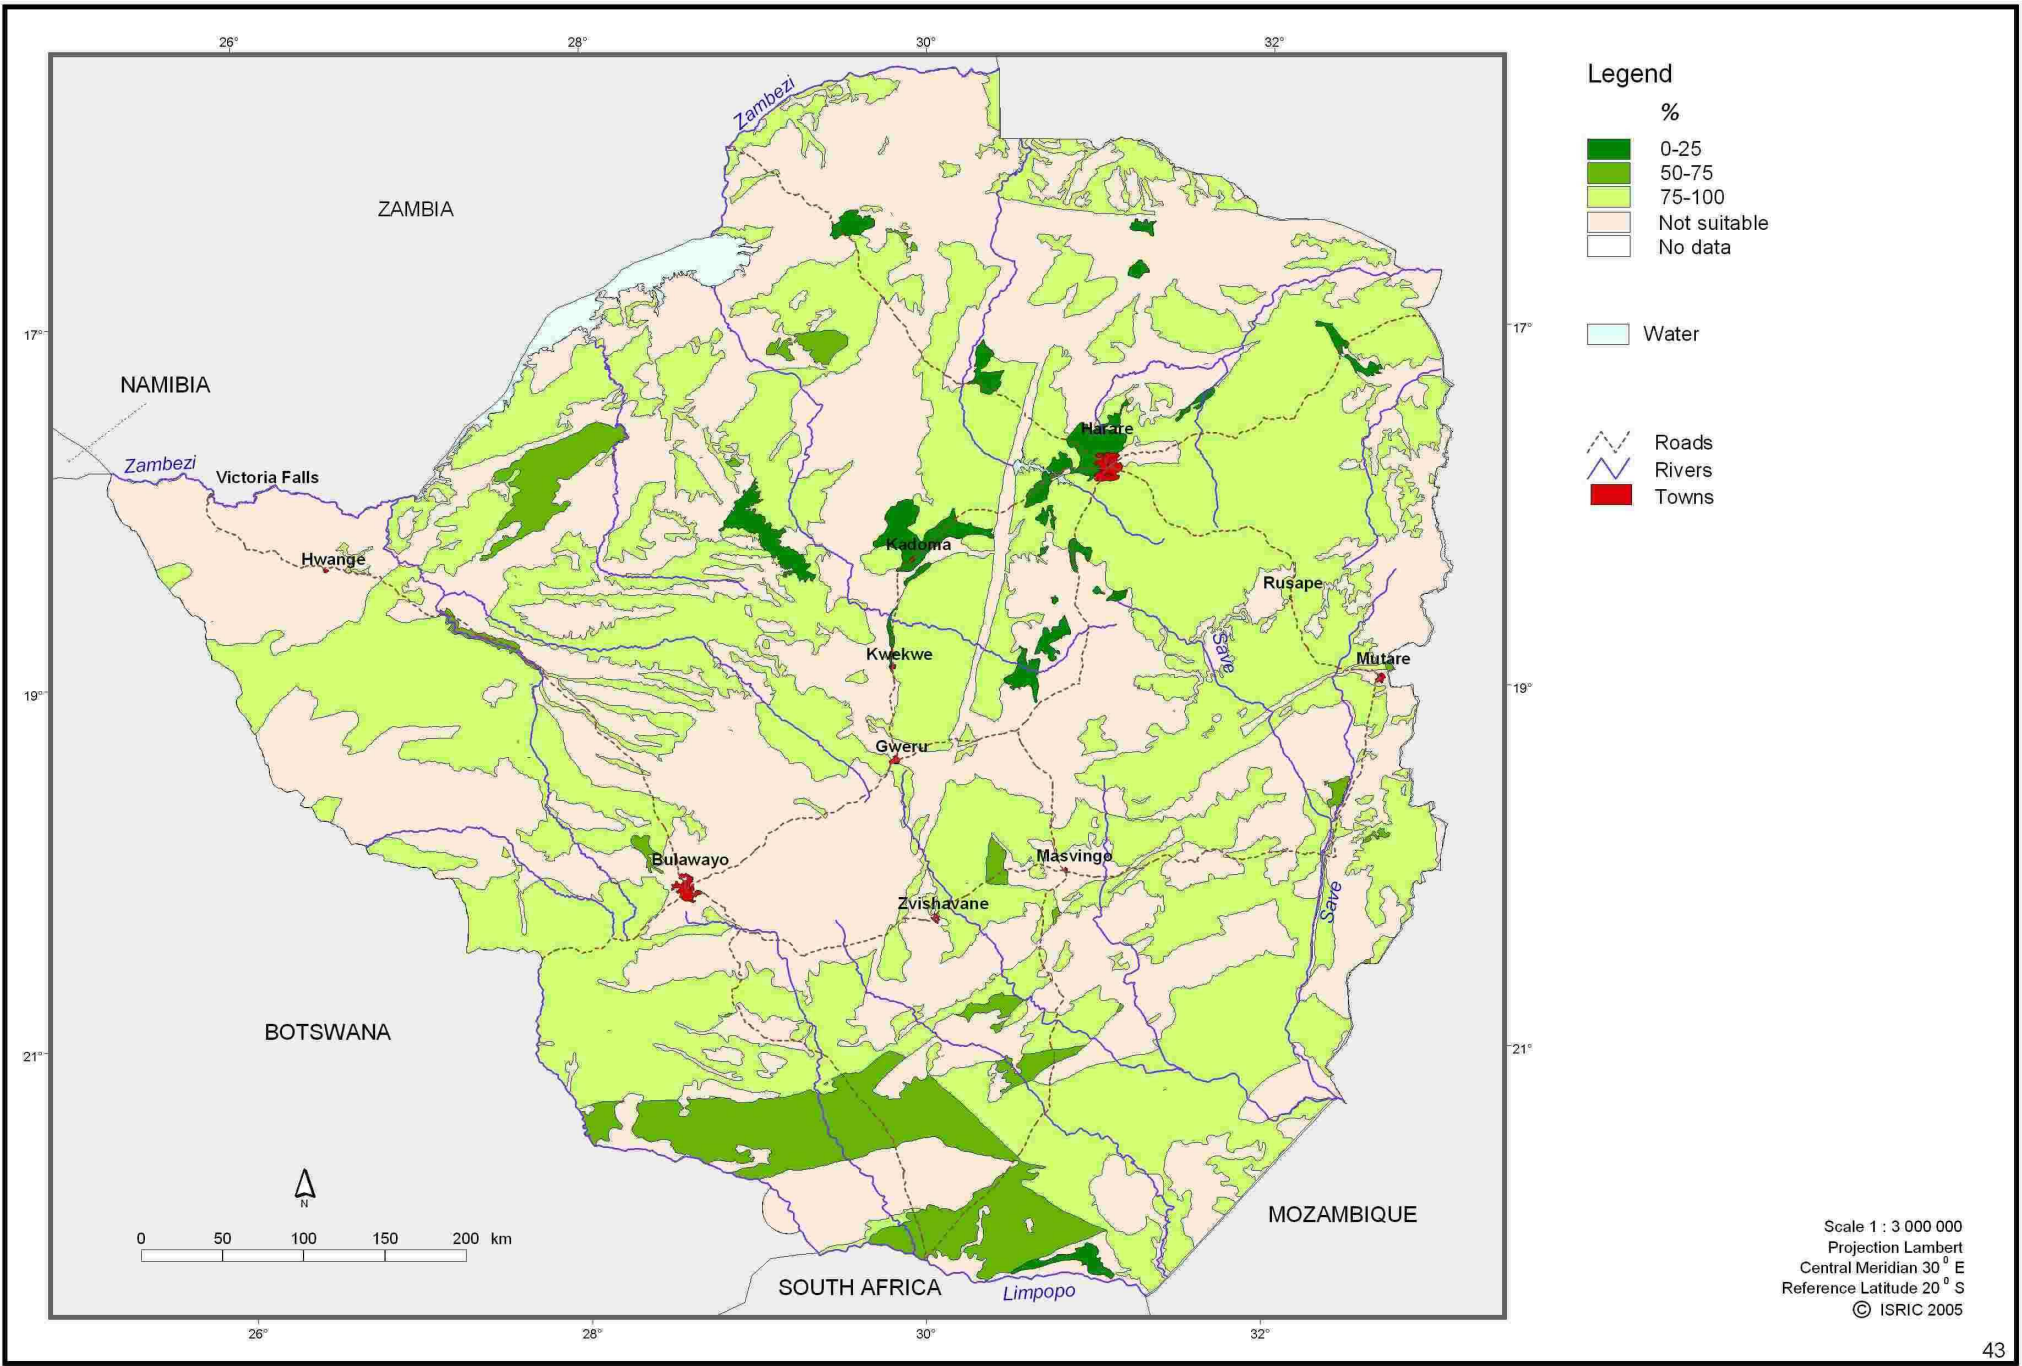 26° 28° 30° 32°
Legend
%
0-25
50-75
75-100
Not suitable
No data
Water
Roads
Rivers
Towns
Zambezi
ZAMBIA
17° 17°
NAMIBIA
Harare
Zambezi
Victoria Falls
Kadoma
Hwange
Rusape
Save
Kwekwe
Mutare
19° 19°
Gweru
Masvingo
Bulawayo
Zvishavane
Save
BOTSWANA
21° 21°
N
MOZAMBIQUE
0 50 100 150 200 km
SOUTH AFRICA
Limpopo
Scale 1 : 3 000 000
Projection Lambert
Central Meridian 30° E
Reference Latitude 20° S
© ISRIC 2005
26° 28° 30° 32°
43